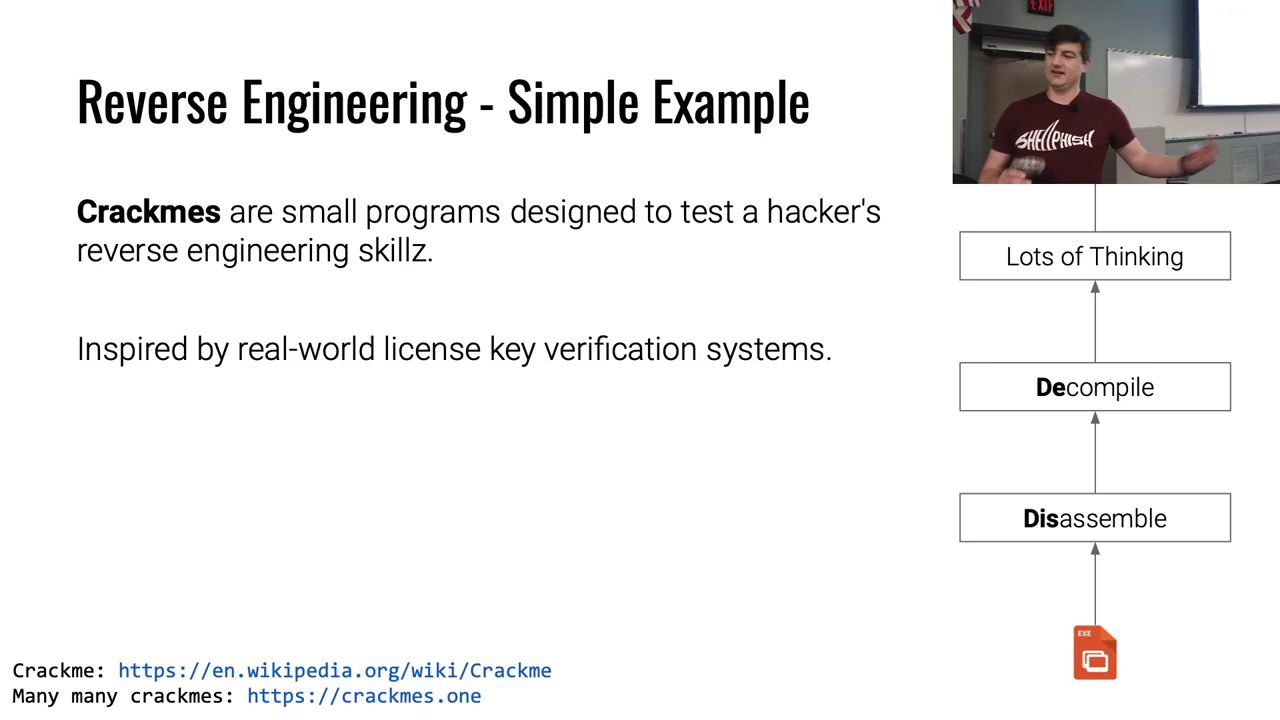 Reverse Engineering - Simple Example
Crackmes are small programs designed to test a hacker's
reverse engineering skillz.
Inspired by real-world license key verification systems.
EXIT
SHELLPHISH
Lots of Thinking
Decompile
Disassemble
EXE
Crackme: https://en.wikipedia.org/wiki/Crackme
Many many crackmes: https://crackmes.one